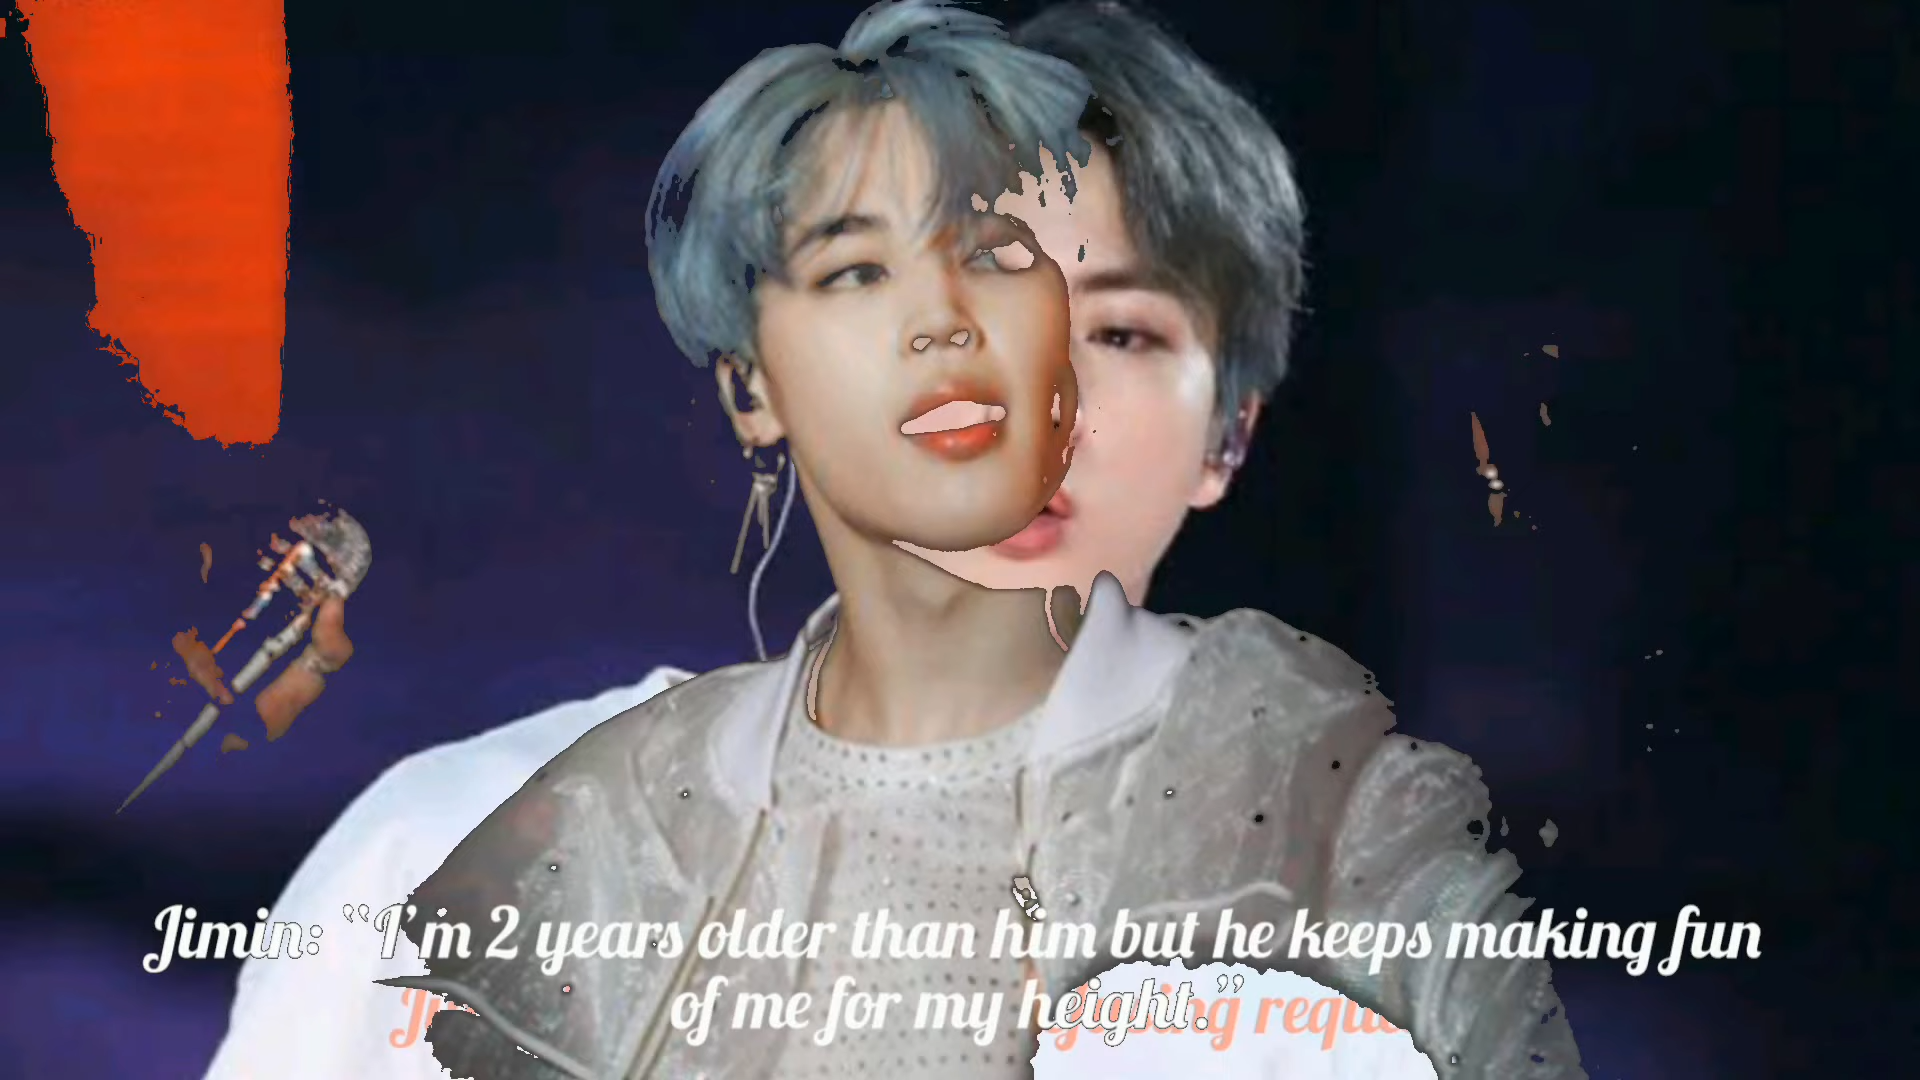 Jimin: “I’m 2 years older than him but he keeps making fun
of me for my height.”